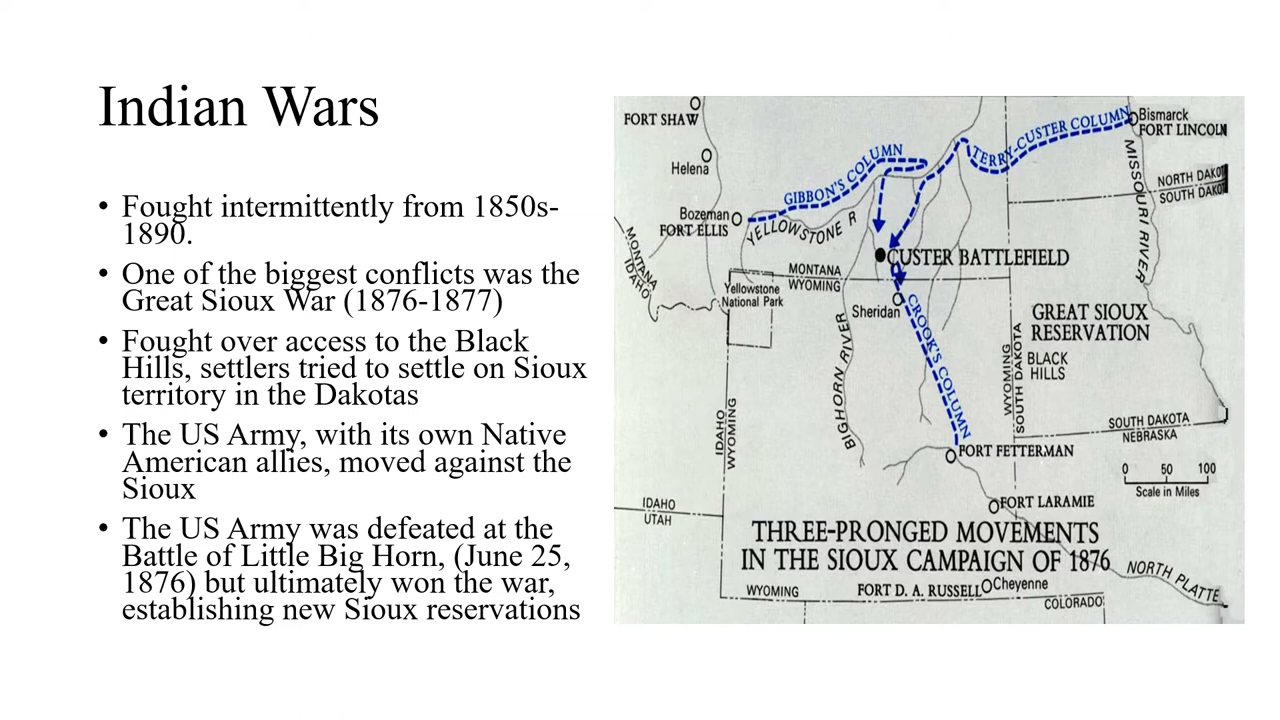 Indian Wars
• Fought intermittently from 1850s-
1890.
• One of the biggest conflicts was the
Great Sioux War (1876-1877)
• Fought over access to the Black
Hills, settlers tried to settle on Sioux
territory in the Dakotas
• The US Army, with its own Native
American allies, moved against the
Sioux
• The US Army was defeated at the
Battle of Little Big Horn, (June 25,
1876) but ultimately won the war,
establishing new Sioux reservations
FORT SHAW
Helena
Bozeman
FORT ELLIS
GIBBON'S COLUMN
YELLOWSTONE R
TERRY-CUSTER COLUMN
Bismarck
FORT LINCOLN
MISSOURI RIVER
NORTH DAKO
SOUTH DAKO
MONTANA
IDAHO
MONTANA
WYOMING
Yellowstone
National Park
CUSTER BATTLEFIELD
Sheridan
CROOK'S COLUMN
BIGHORN RIVER
GREAT SIOUX
RESERVATION
BLACK
HILLS
WYOMING
SOUTH DAKOTA
IDAHO
WYOMING
SOUTH DAKOTA
NEBRASKA
FORT FETTERMAN
0 50 100
Scale in Miles
FORT LARAMIE
IDAHO
UTAH
THREE-PRONGED MOVEMENTS
IN THE SIOUX CAMPAIGN OF 1876
NORTH PLATTE
WYOMING
FORT D. A. RUSSELL
Cheyenne
COLORADO